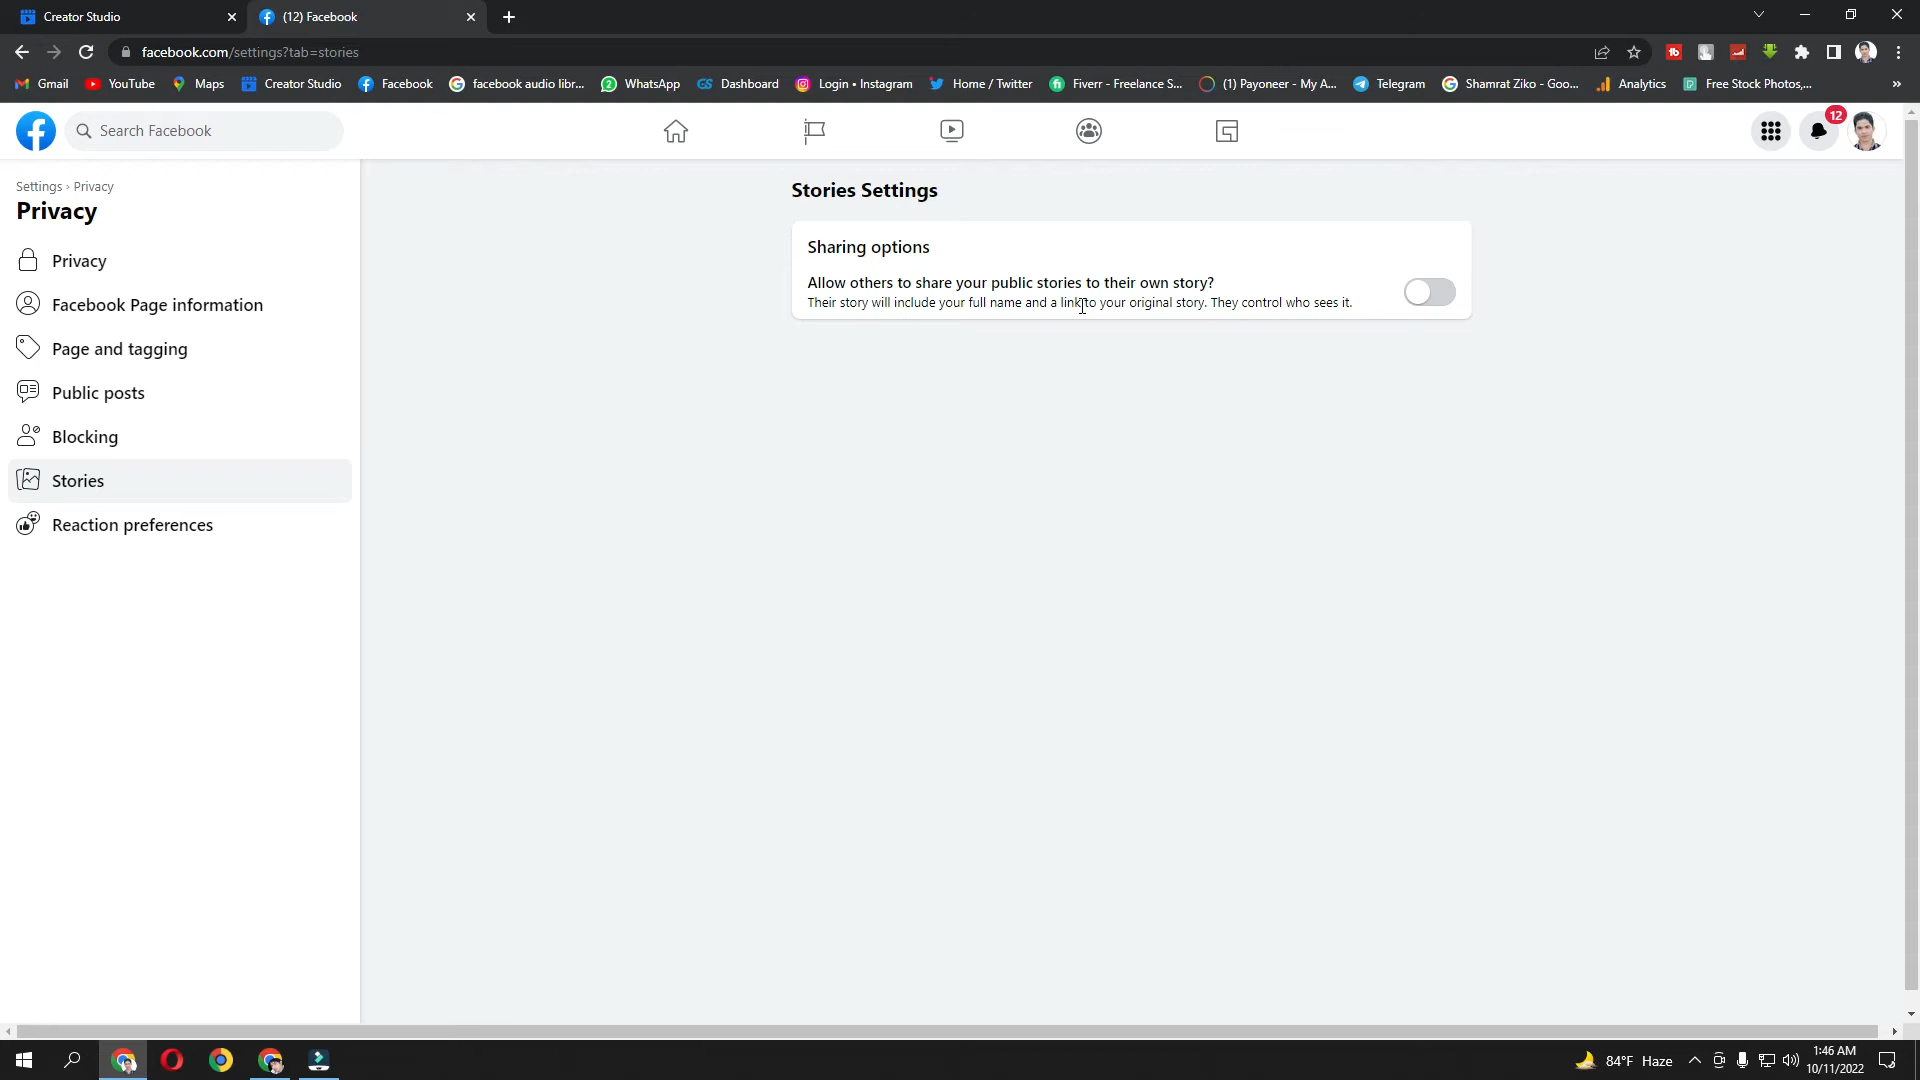 Creator Studio
(12) Facebook
facebook.com/settings?tab=stories
Gmail
YouTube
Maps
Creator Studio
Facebook
facebook audio libr...
WhatsApp
Dashboard
Login • Instagram
Home / Twitter
Fiverr - Freelance S...
(1) Payoneer - My A...
Telegram
Shamrat Ziko - Goo...
Analytics
Free Stock Photos,...
»
Search Facebook
12
Settings › Privacy
Privacy
Privacy
Facebook Page information
Page and tagging
Public posts
Blocking
Stories
Reaction preferences
Stories Settings
Sharing options
Allow others to share your public stories to their own story?
Their story will include your full name and a link to your original story. They control who sees it.
84°F Haze
1:46 AM
10/11/2022